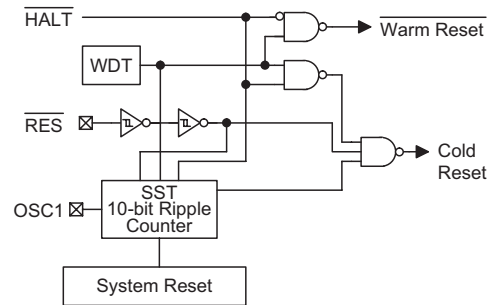 HALT
Warm Reset
WDT
RES
Cold
Reset
SST
10-bit Ripple
Counter
OSC1
System Reset